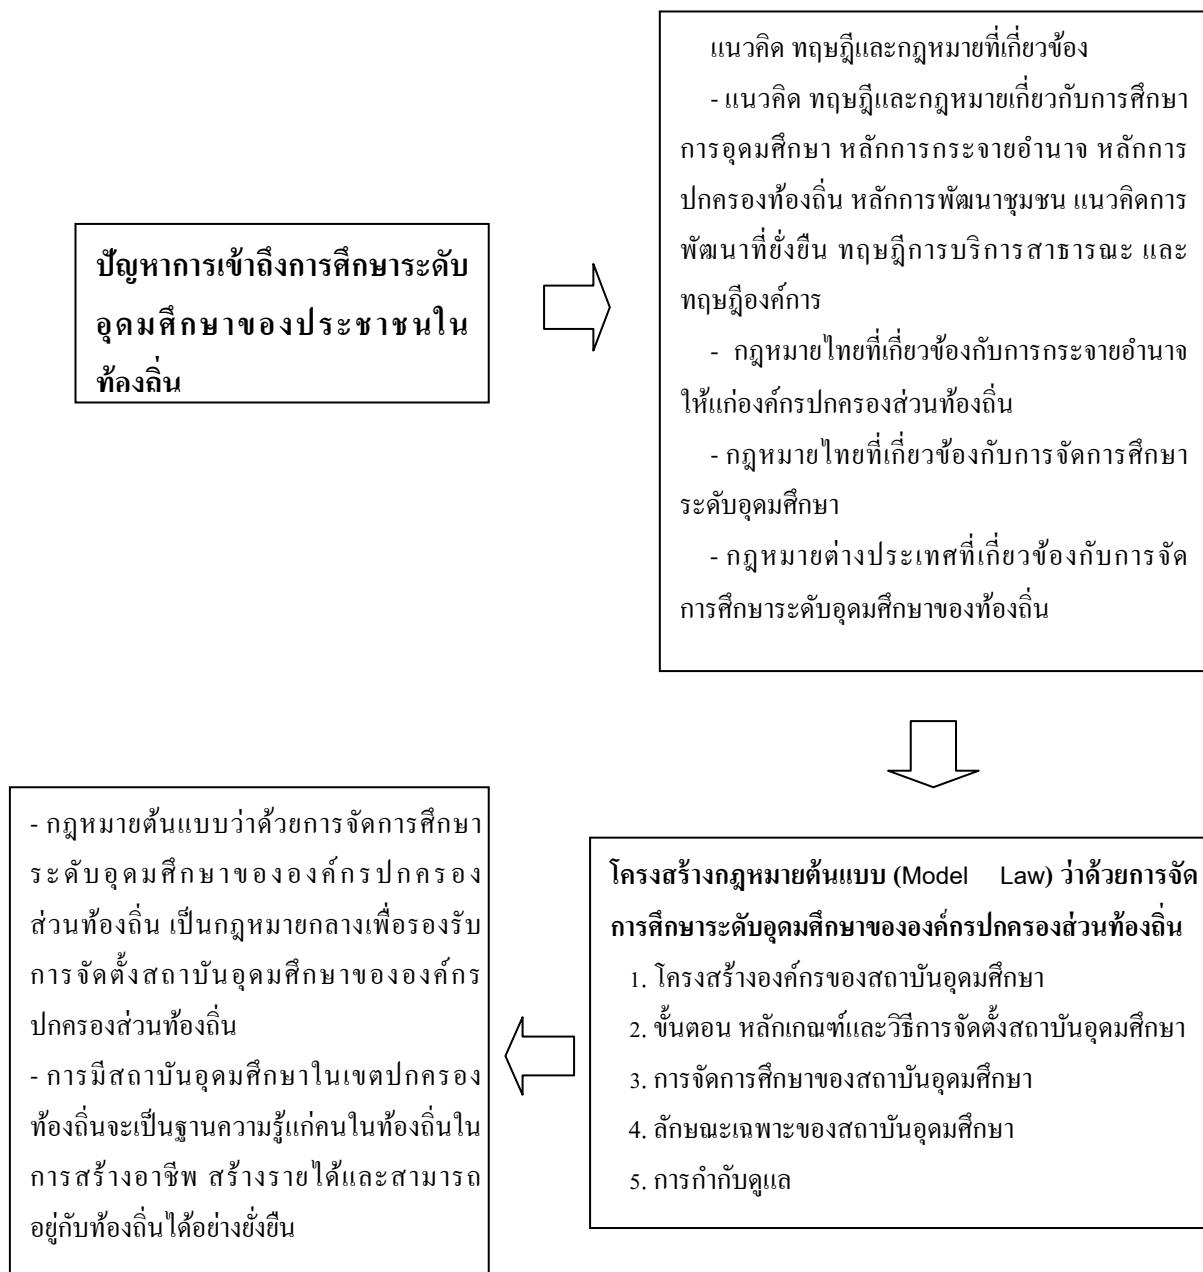 ปัญหาการเข้าถึงการศึกษาระดับ
อุดมศึกษาของประชาชนใน
ท้องถิ่น
แนวคิด ทฤษฎีและกฎหมายที่เกี่ยวข้อง
- แนวคิด ทฤษฎีและกฎหมายเกี่ยวกับการศึกษา
การอุดมศึกษา หลักการกระจายอำนาจ หลักการ
ปกครองท้องถิ่น หลักการพัฒนาชุมชน แนวคิดการ
พัฒนาที่ยั่งยืน ทฤษฎีการบริการสาธารณะ และ
ทฤษฎีองค์การ
- กฎหมายไทยที่เกี่ยวข้องกับการกระจายอำนาจ
ให้แก่องค์กรปกครองส่วนท้องถิ่น
- กฎหมายไทยที่เกี่ยวข้องกับการจัดการศึกษา
ระดับอุดมศึกษา
- กฎหมายต่างประเทศที่เกี่ยวข้องกับการจัด
การศึกษาระดับอุดมศึกษาของท้องถิ่น
โครงสร้างกฎหมายต้นแบบ (Model Law) ว่าด้วยการจัด
การศึกษาระดับอุดมศึกษาขององค์กรปกครองส่วนท้องถิ่น
1. โครงสร้างองค์กรของสถาบันอุดมศึกษา
2. ขั้นตอน หลักเกณฑ์และวิธีการจัดตั้งสถาบันอุดมศึกษา
3. การจัดการศึกษาของสถาบันอุดมศึกษา
4. ลักษณะเฉพาะของสถาบันอุดมศึกษา
5. การกำกับดูแล
- กฎหมายต้นแบบว่าด้วยการจัดการศึกษา
ระดับอุดมศึกษาขององค์กรปกครอง
ส่วนท้องถิ่น เป็นกฎหมายกลางเพื่อรองรับ
การจัดตั้งสถาบันอุดมศึกษาขององค์กร
ปกครองส่วนท้องถิ่น
- การมีสถาบันอุดมศึกษาในเขตปกครอง
ท้องถิ่นจะเป็นฐานความรู้แก่คนในท้องถิ่นใน
การสร้างอาชีพ สร้างรายได้และสามารถ
อยู่กับท้องถิ่นได้อย่างยั่งยืน